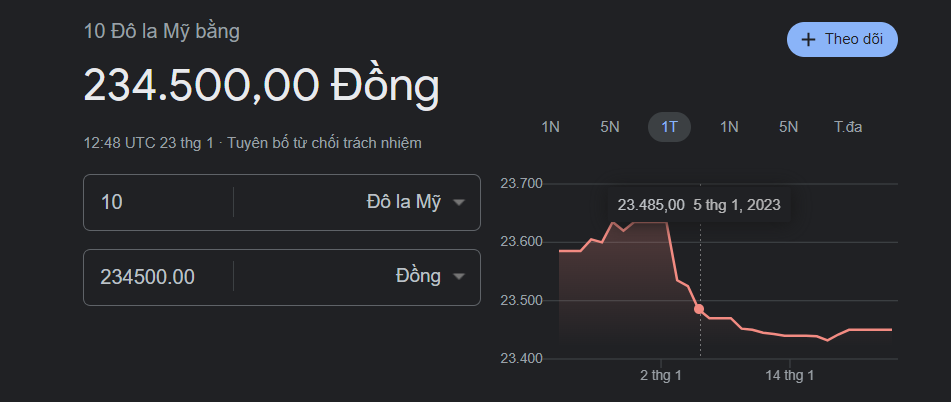 10 Đô la Mỹ bằng
Theo dõi
234.500,00 Đồng
12:48 UTC 23 thg 1 · Tuyên bố từ chối trách nhiệm
1N 5N 1T 1N 5N T.đa
10 Đô la Mỹ
234500.00 Đồng
23.700
23.485,00 5 thg 1, 2023
23.600
23.500
23.400
2 thg 1 14 thg 1